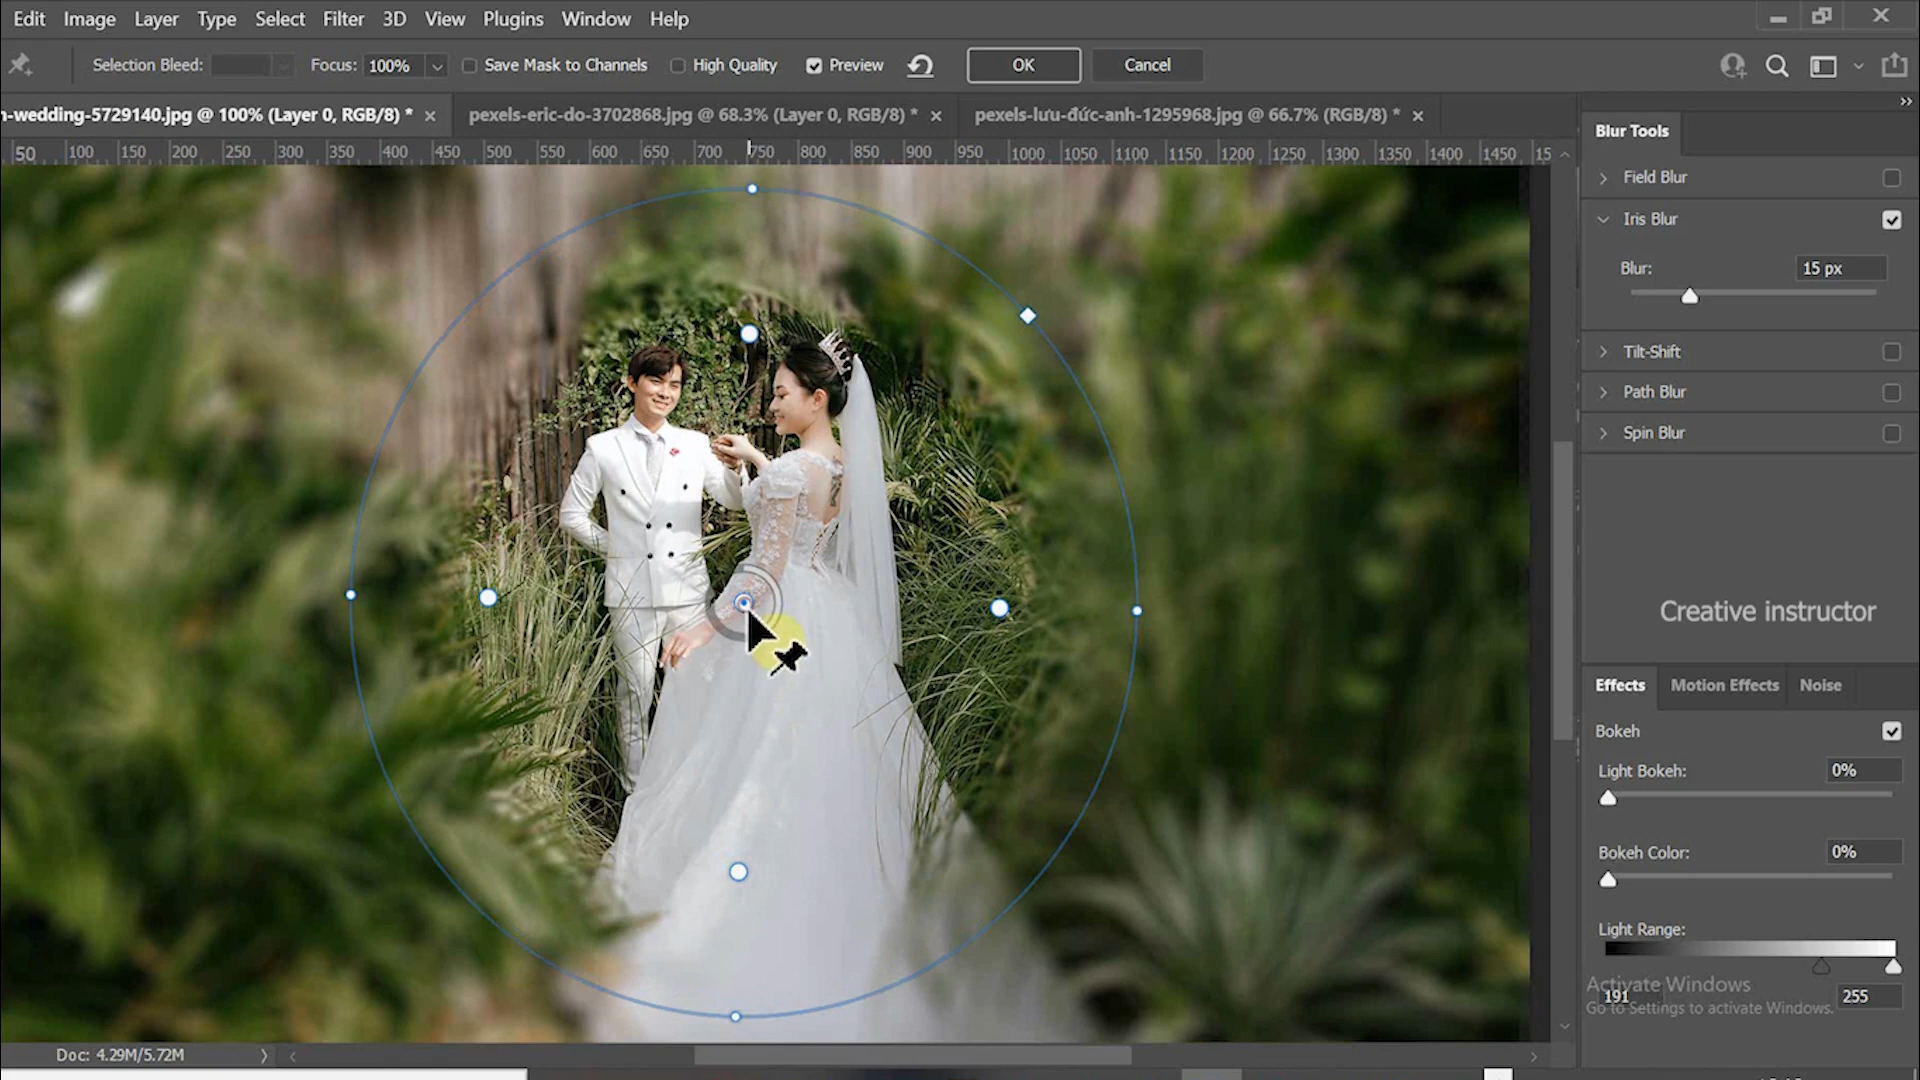 Edit Image Layer Type Select Filter 3D View Plugins Window Help
Selection Bleed: Focus: 100% Save Mask to Channels High Quality Preview OK Cancel
n-wedding-5729140.jpg @ 100% (Layer 0, RGB/8) * × pexels-eric-do-3702868.jpg @ 68.3% (Layer 0, RGB/8) * × pexels-lưu-đức-anh-1295968.jpg @ 66.7% (RGB/8) * ×
50 100 150 200 250 300 350 400 450 500 550 600 650 700 750 800 850 900 950 1000 1050 1100 1150 1200 1250 1300 1350 1400 1450 15
Blur Tools
Field Blur
Iris Blur
Blur: 15 px
Tilt-Shift
Path Blur
Spin Blur
Creative instructor
Effects Motion Effects Noise
Bokeh
Light Bokeh: 0%
Bokeh Color: 0%
Light Range:
191 255
Activate Windows
Go to Settings to activate Windows.
Doc: 4.29M/5.72M